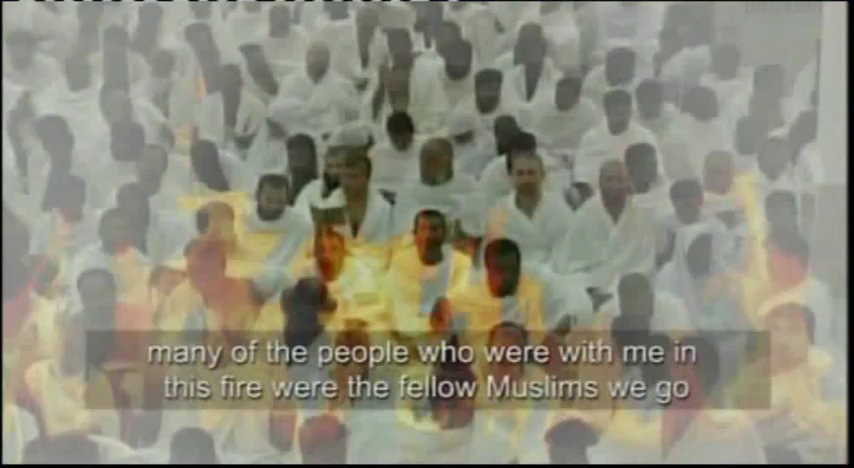 many of the people who were with me in
this fire were the fellow Muslims we go